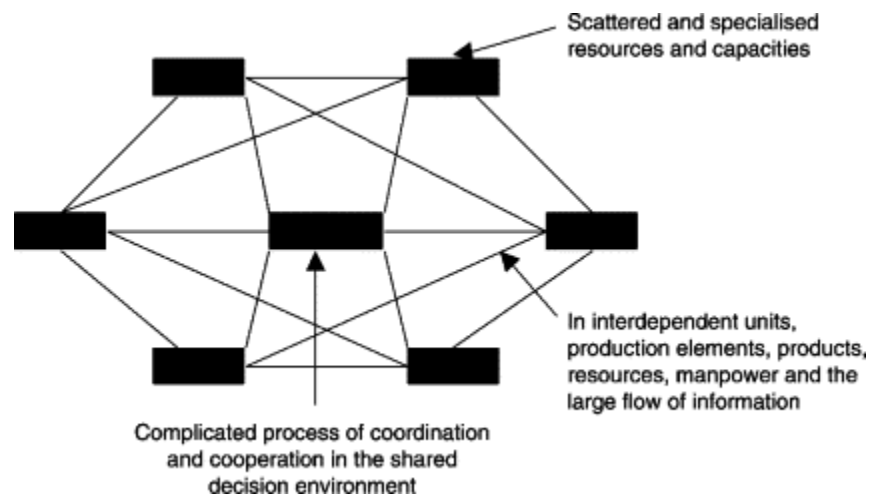 Scattered and specialised
resources and capacities
In interdependent units,
production elements, products,
resources, manpower and the
large flow of information
Complicated process of coordination
and cooperation in the shared
decision environment